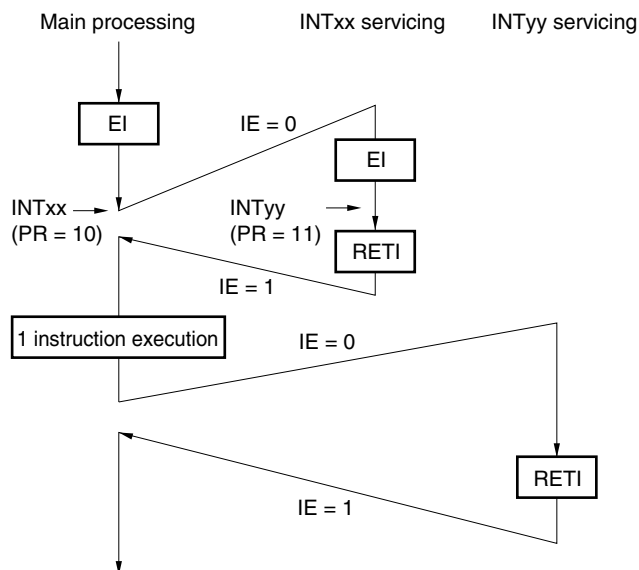 Main processing
INTxx servicing
INTyy servicing
EI
IE = 0
EI
INTxx
(PR = 10)
INTyy
(PR = 11)
RETI
IE = 1
1 instruction execution
IE = 0
RETI
IE = 1